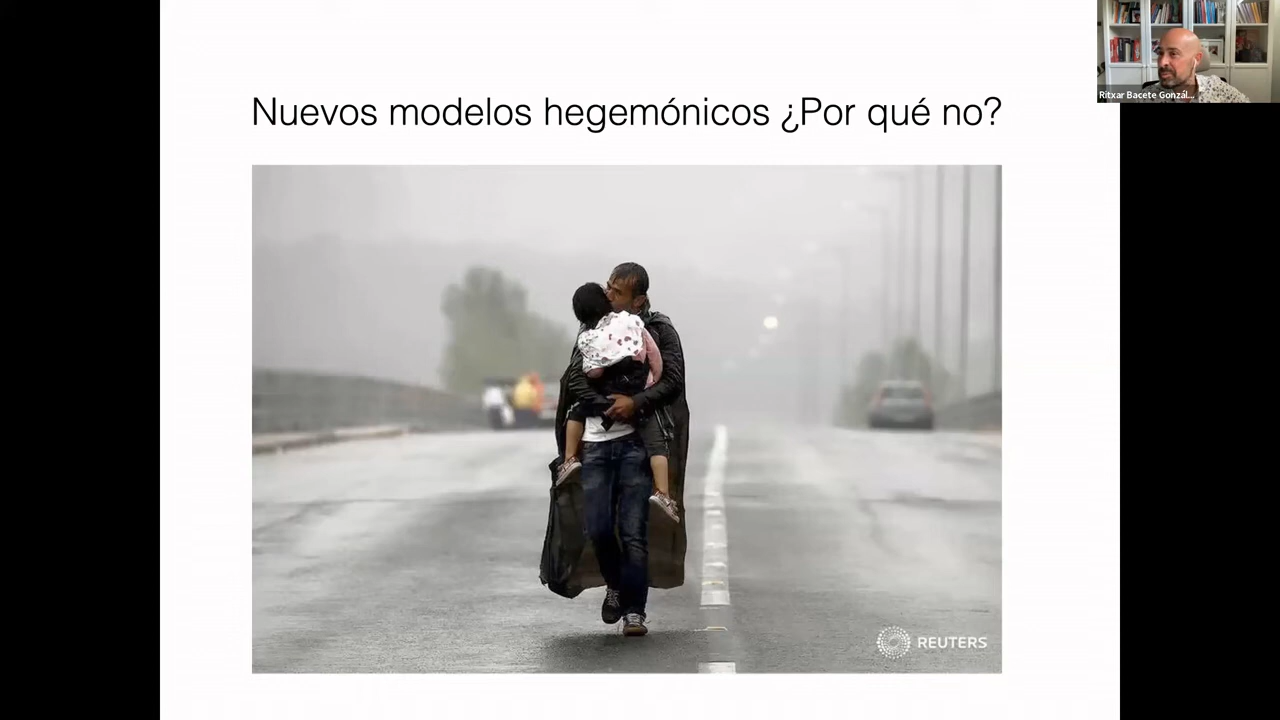 Nuevos modelos hegemónicos ¿Por qué no?
Ritxar Bacete Gonzál...
REUTERS